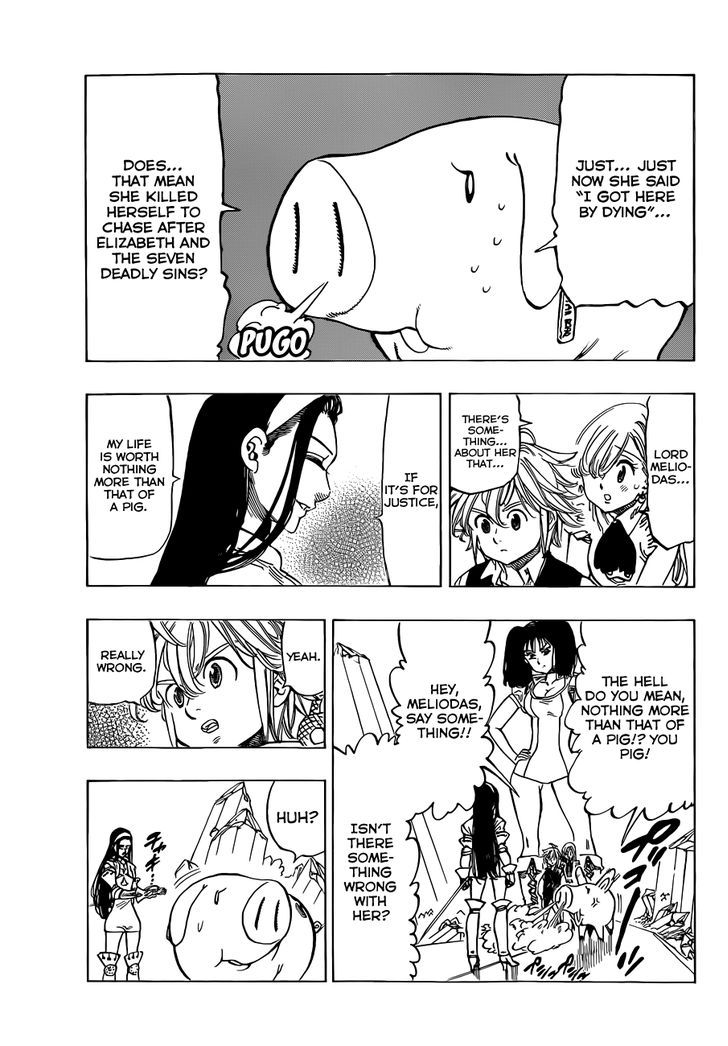 JUST... JUST
NOW SHE SAID
"I GOT HERE
BY DYING"...
DOES...
THAT MEAN
SHE KILLED
HERSELF TO
CHASE AFTER
ELIZABETH AND
THE SEVEN
DEADLY SINS?
PUGO
LORD
MELIO-
DAS...
THERE'S
SOME-
THING...
ABOUT HER
THAT...
IF
IT'S FOR
JUSTICE,
MY LIFE
IS WORTH
NOTHING
MORE THAN
THAT OF
A PIG.
THE HELL
DO YOU MEAN,
NOTHING MORE
THAN THAT OF
A PIG!? YOU
PIG!
HEY,
MELIODAS,
SAY SOME-
THING!!
ISN'T
THERE
SOME-
THING
WRONG
WITH
HER?
YEAH.
REALLY
WRONG.
HUH?